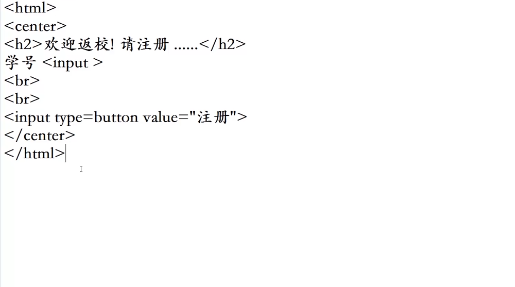 <html>
<center>
<h2>欢迎返校! 请注册 ......</h2>
学号 <input >
<br>
<br>
<input type=button value="注册">
</center>
</html>